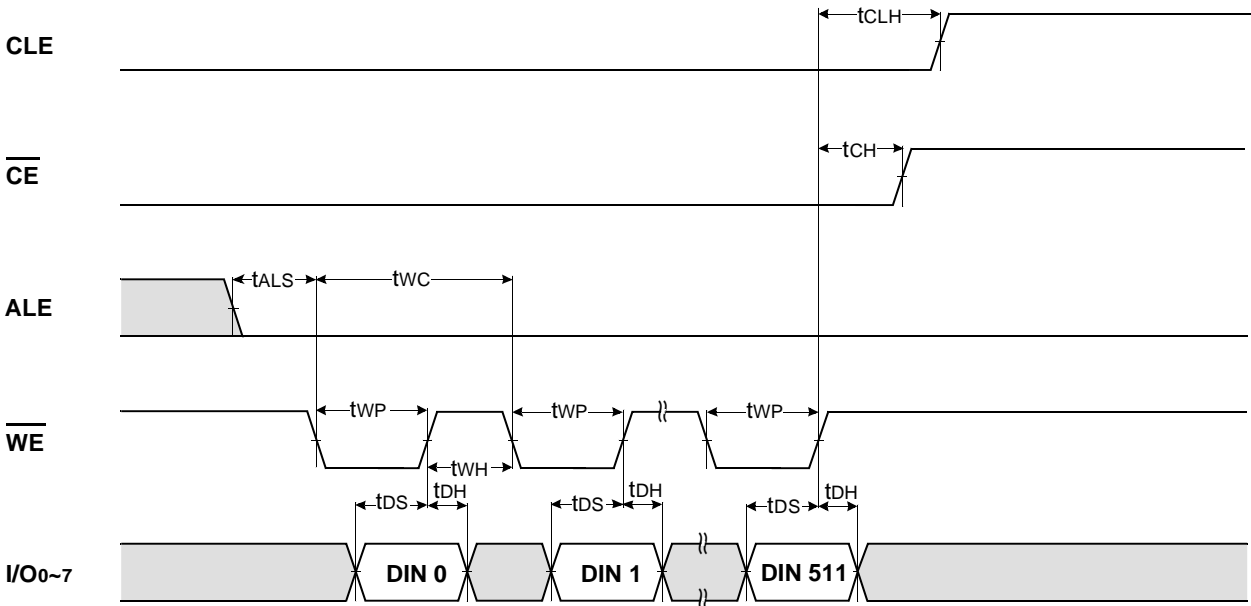 tCLH
CLE
tCH
CE
tALS tWC
ALE
tWP tWP tWP
WE
tWH
tDS tDH tDS tDH tDS tDH
I/O0~7 DIN 0 DIN 1 DIN 511